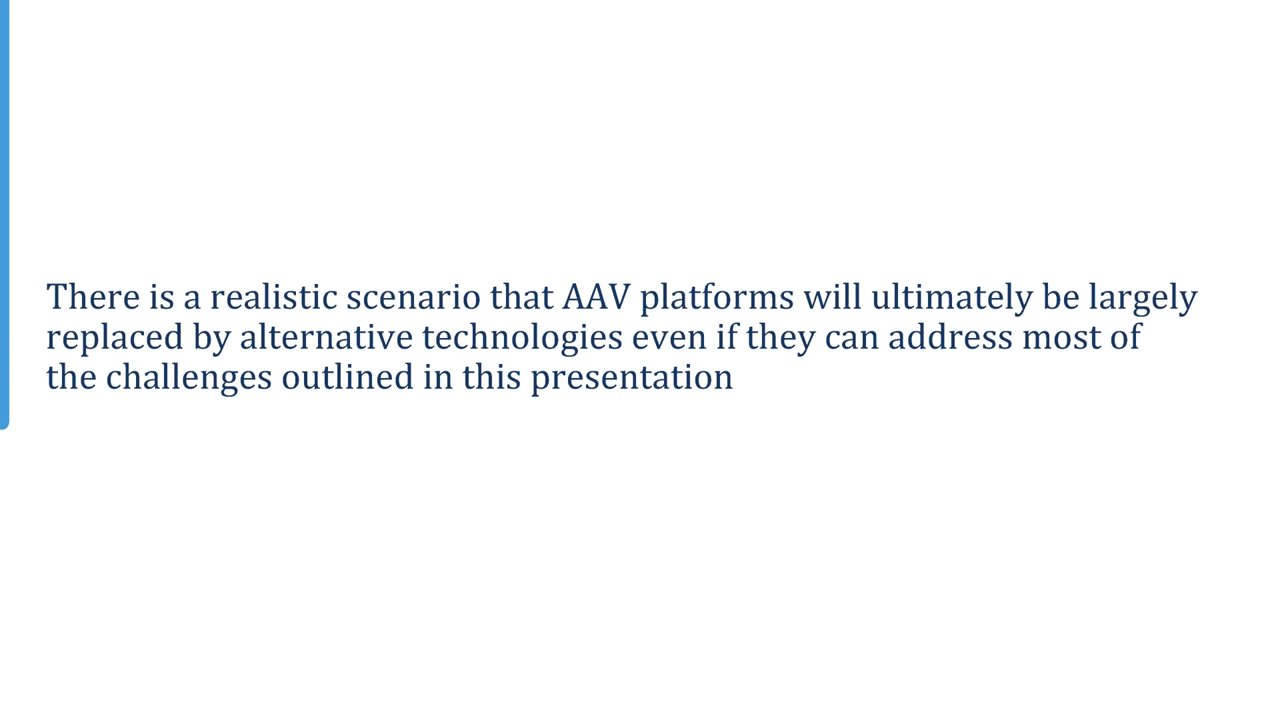 There is a realistic scenario that AAV platforms will ultimately be largely
replaced by alternative technologies even if they can address most of
the challenges outlined in this presentation